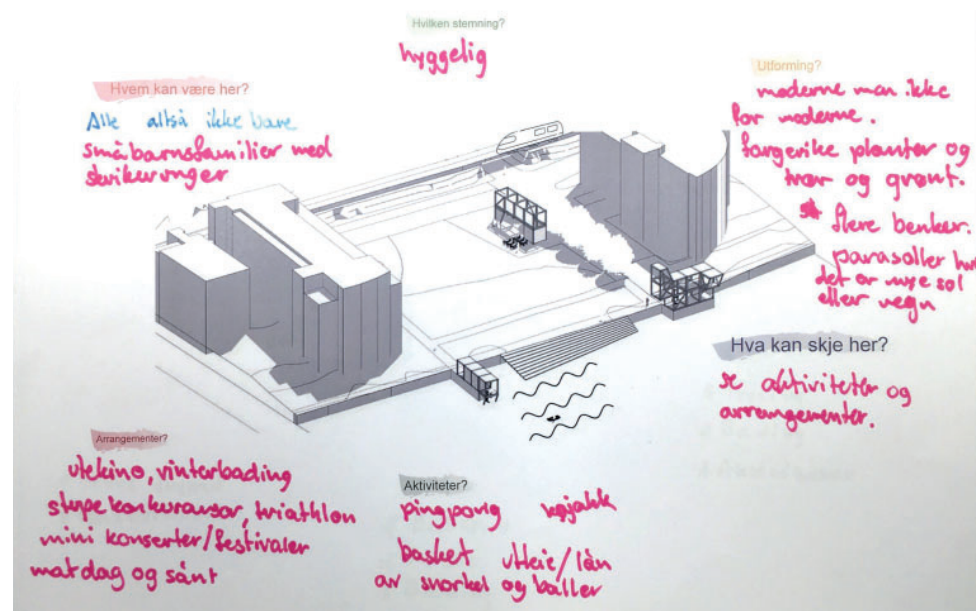 Hvilken stemning?
hyggelig
Hvem kan være her?
Alle altså ikke bare
småbarnsfamilier med
skrikerunger
Utforming?
moderne man ikke
for moderne.
fargerike planter og
trær og grønt.
flere benker.
parasoller hvi
det er mye sol
eller regn
Hva kan skje her?
se aktiviteter og
arrangementer.
Arrangementer?
utekino, vinterbading
stupekonkurranser, triathlon
mini konserter/festivaler
matdag og sånt
Aktiviteter?
pingpong kajakk
basket utleie/lån
av snorkel og baller